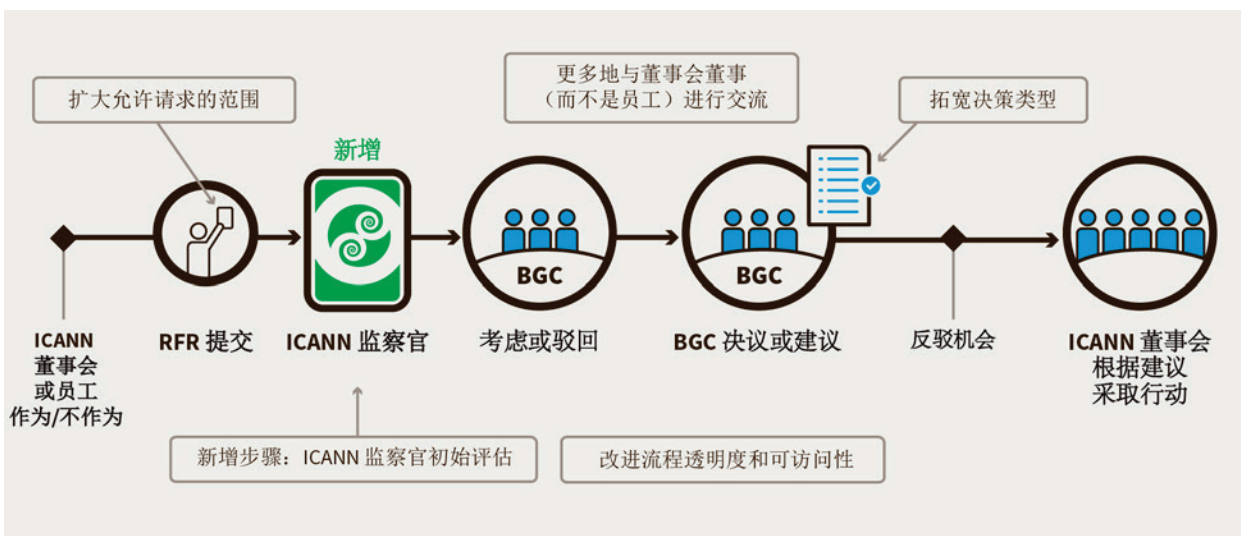 更多地与董事会董事
（而不是员工）进行交流
扩大允许请求的范围
拓宽决策类型
新增
BGC
BGC
ICANN
董事会
或员工
作为/不作为
RFR 提交
ICANN 监察官
考虑或驳回
BGC 决议或建议
反驳机会
ICANN 董事会
根据建议
采取行动
新增步骤：ICANN 监察官初始评估
改进流程透明度和可访问性